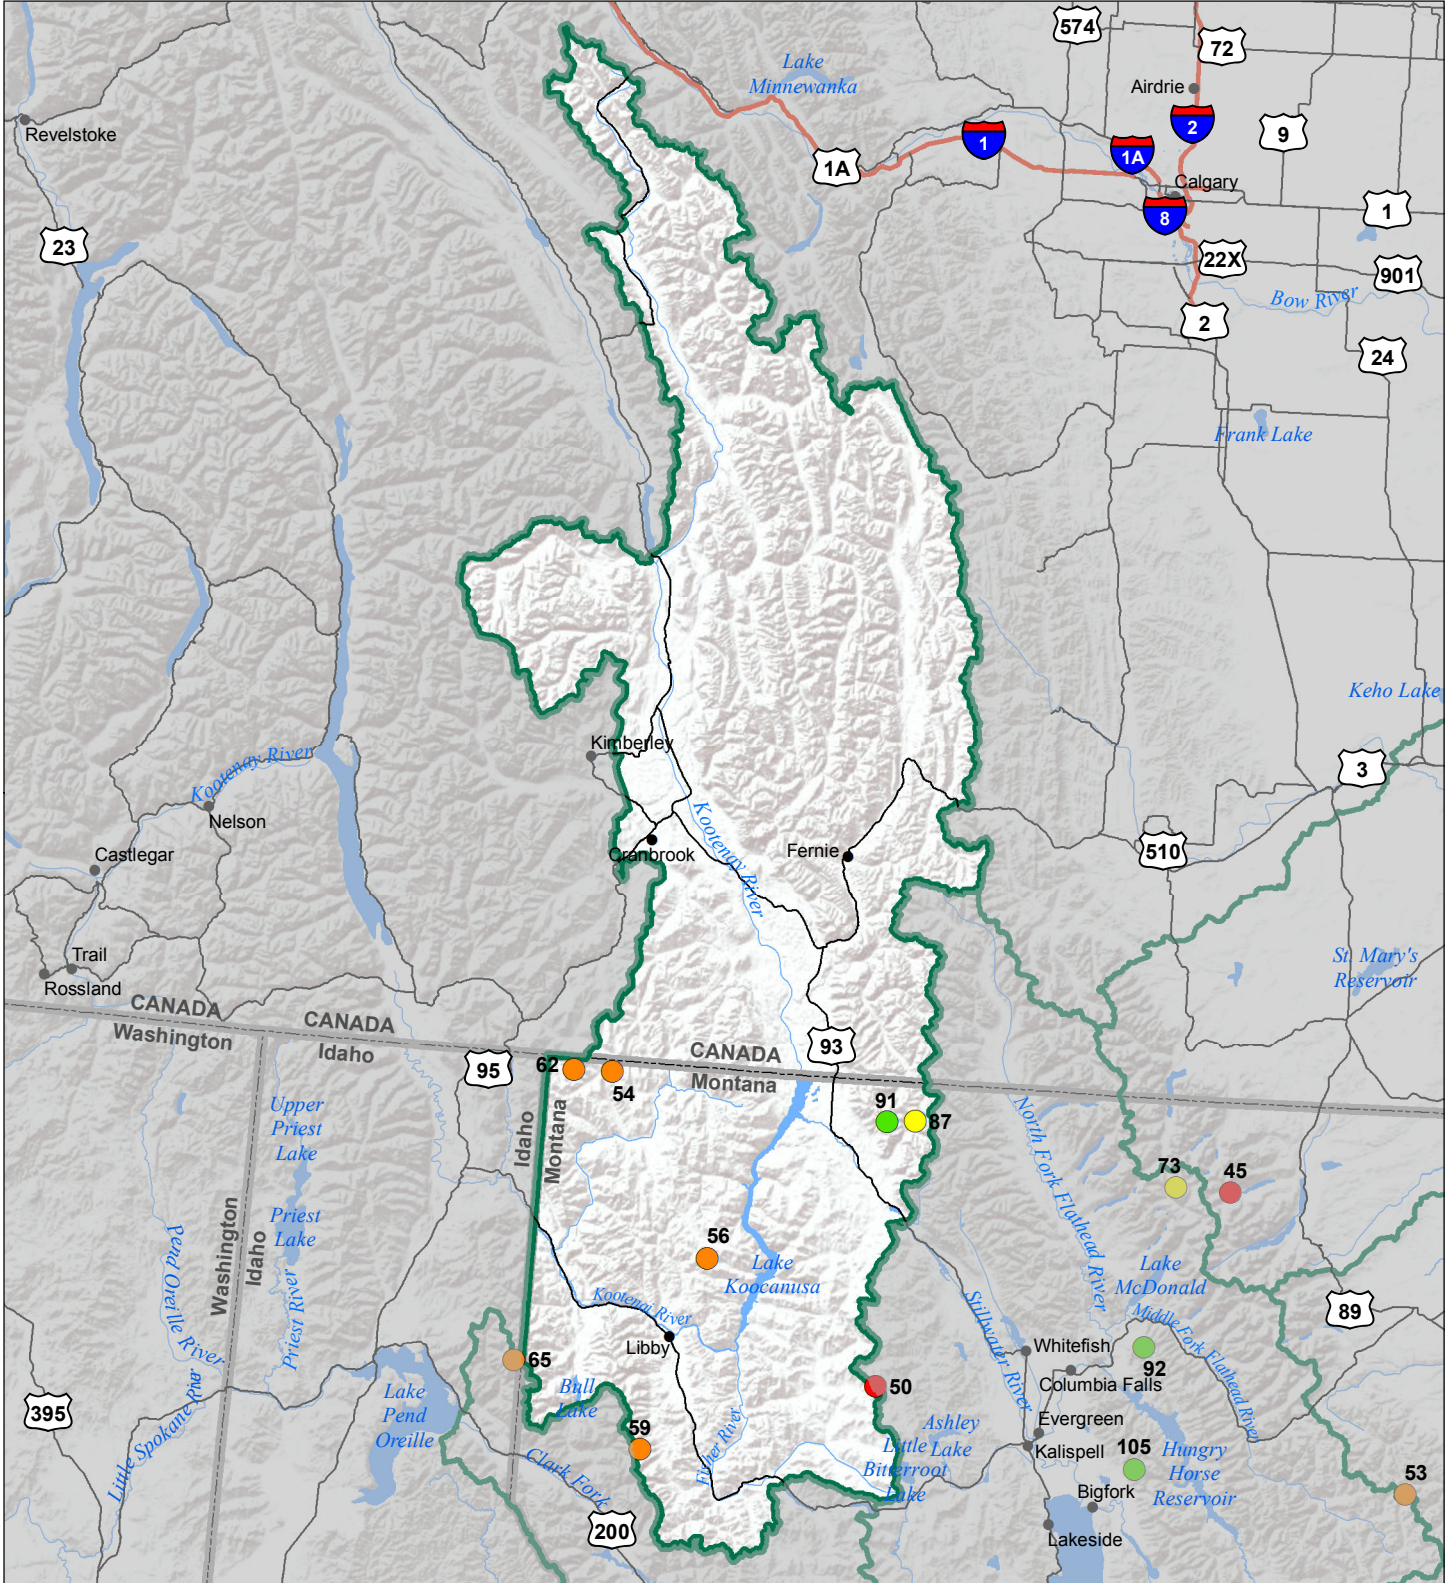 574
72
Lake
Minnewanka
Airdrie
Revelstoke
2
9
1
1A
1A
Calgary
8
1
23
22X
901
Bow River
2
24
Frank Lake
Keho Lake
Kimberley
3
Kootenay River
Nelson
Kootenay River
Castlegar
Cranbrook
Fernie
510
Trail
Rossland
St. Mary's
Reservoir
CANADA
Washington
CANADA
Idaho
93
CANADA
Montana
95
62
54
Upper
Priest
Lake
Idaho
Montana
91
87
North Fork Flathead River
73
45
Priest
Lake
Washington
Idaho
Pend Oreille River
Priest River
56
Lake
Koocanusa
Lake
McDonald
Kootenai River
Middle Fork Flathead River
89
Stillwater River
Libby
Whitefish
65
92
Columbia Falls
50
Bull
Lake
Lake
Pend
Oreille
395
Little Spokane River
Fisher River
Ashley
Lake
Evergreen
59
Little
Bitterroot
Lake
Kalispell
105
Hungry
Horse
Reservoir
Clark Fork
53
Bigfork
200
Lakeside